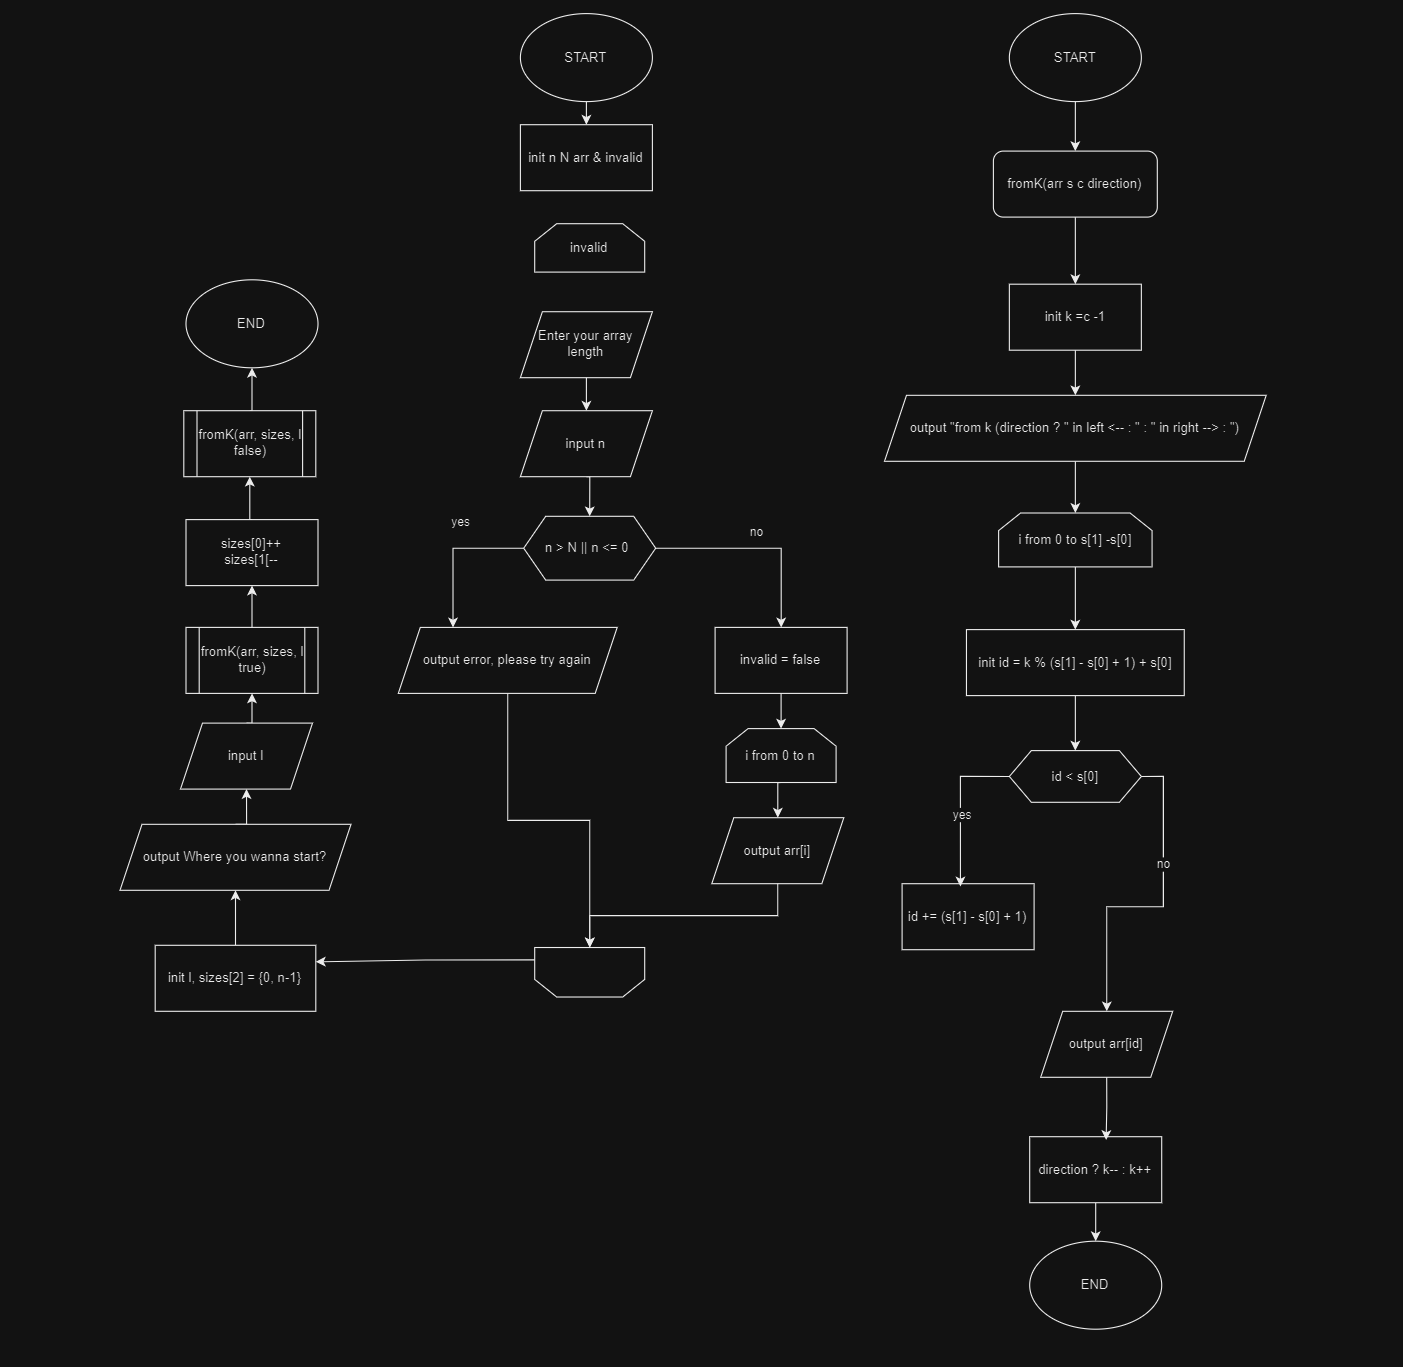 START
init n N arr & invalid
invalid
Enter your array
length
input n
yes
n > N || n <= 0
no
output error, please try again
invalid = false
i from 0 to n
output arr[i]
init l, sizes[2] = {0, n-1}
output Where you wanna start?
input l
fromK(arr, sizes, l
true)
sizes[0]++
sizes[1[--
fromK(arr, sizes, l
false)
END
START
fromK(arr s c direction)
init k =c -1
output "from k (direction ? " in left <-- : " : " in right --> : ")
i from 0 to s[1] -s[0]
init id = k % (s[1] - s[0] + 1) + s[0]
id < s[0]
yes
no
id += (s[1] - s[0] + 1)
output arr[id]
direction ? k-- : k++
END